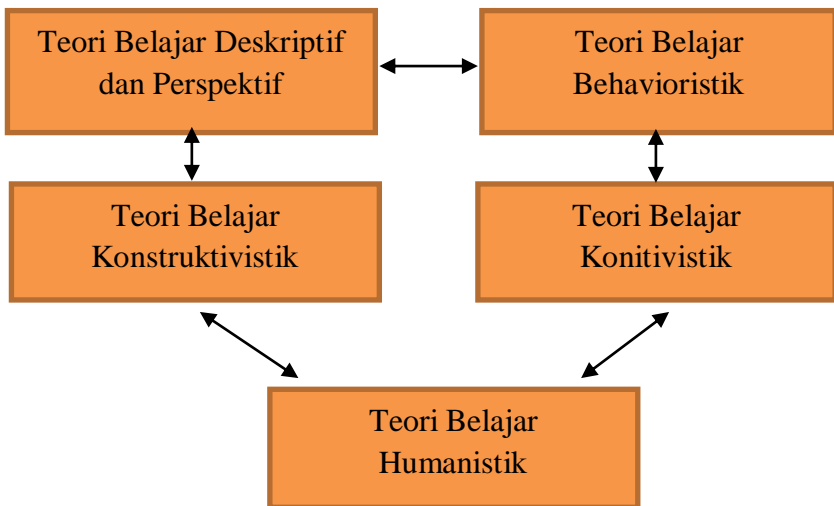 Teori Belajar Deskriptif
dan Perspektif
Teori Belajar
Behavioristik
Teori Belajar
Konstruktivistik
Teori Belajar
Konitivistik
Teori Belajar
Humanistik